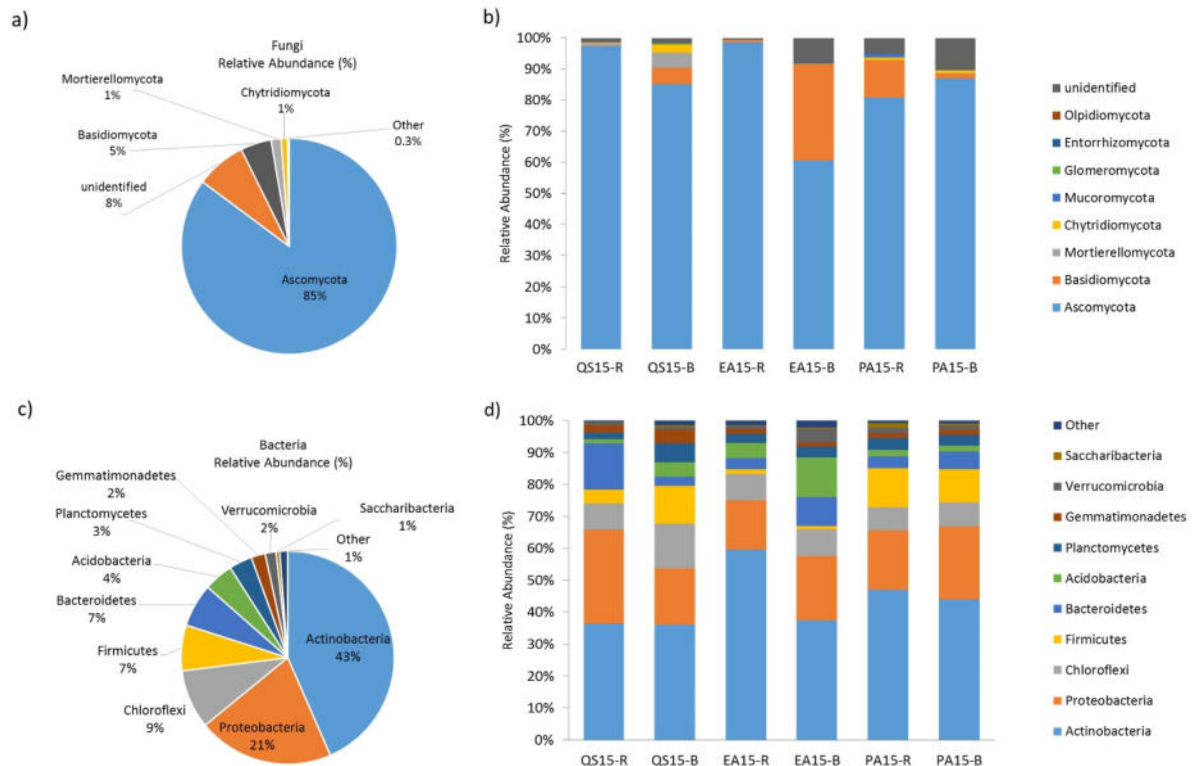 a)
Fungi
Relative Abundance (%)
Mortierellomycota
1%
Chytridiomycota
1%
Basidiomycota
5%
Other
0.3%
unidentified
8%
Ascomycota
85%
b)
100%
90%
80%
70%
60%
50%
40%
30%
20%
10%
0%
Relative Abundance (%)
QS15-R QS15-B EA15-R EA15-B PA15-R PA15-B
unidentified
Olpidiomycota
Entorrhizomycota
Glomeromycota
Mucoromycota
Chytridiomycota
Mortierellomycota
Basidiomycota
Ascomycota
c)
Bacteria
Relative Abundance (%)
Gemmatimonadetes
2%
Verrucomicrobia
2%
Saccharibacteria
1%
Planctomycetes
3%
Other
1%
Acidobacteria
4%
Bacteroidetes
7%
Firmicutes
7%
Chloroflexi
9%
Proteobacteria
21%
Actinobacteria
43%
d)
100%
90%
80%
70%
60%
50%
40%
30%
20%
10%
0%
Relative Abundance (%)
QS15-R QS15-B EA15-R EA15-B PA15-R PA15-B
Other
Saccharibacteria
Verrucomicrobia
Gemmatimonadetes
Planctomycetes
Acidobacteria
Bacteroidetes
Firmicutes
Chloroflexi
Proteobacteria
Actinobacteria